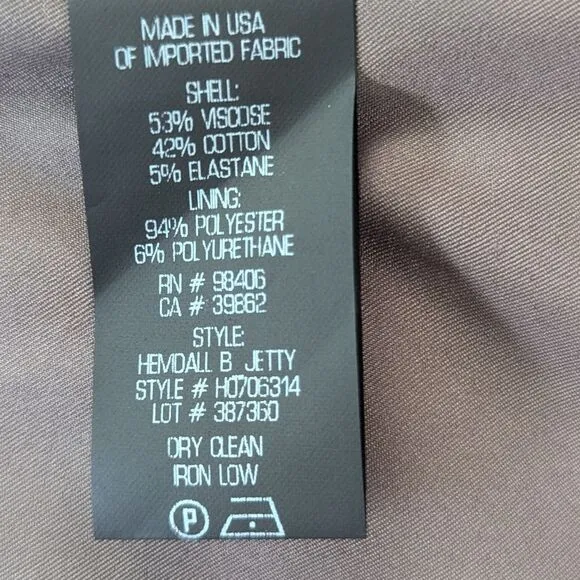 MADE IN USA
OF IMPORTED FABRIC
SHELL:
53% VISCOSE
42% COTTON
5% ELASTANE
LINING:
94% POLYESTER
6% POLYURETHANE
RN # 98406
CA # 39862
STYLE:
HEMDALL B JETTY
STYLE # H0706314
LOT # 387360
DRY CLEAN
IRON LOW
P